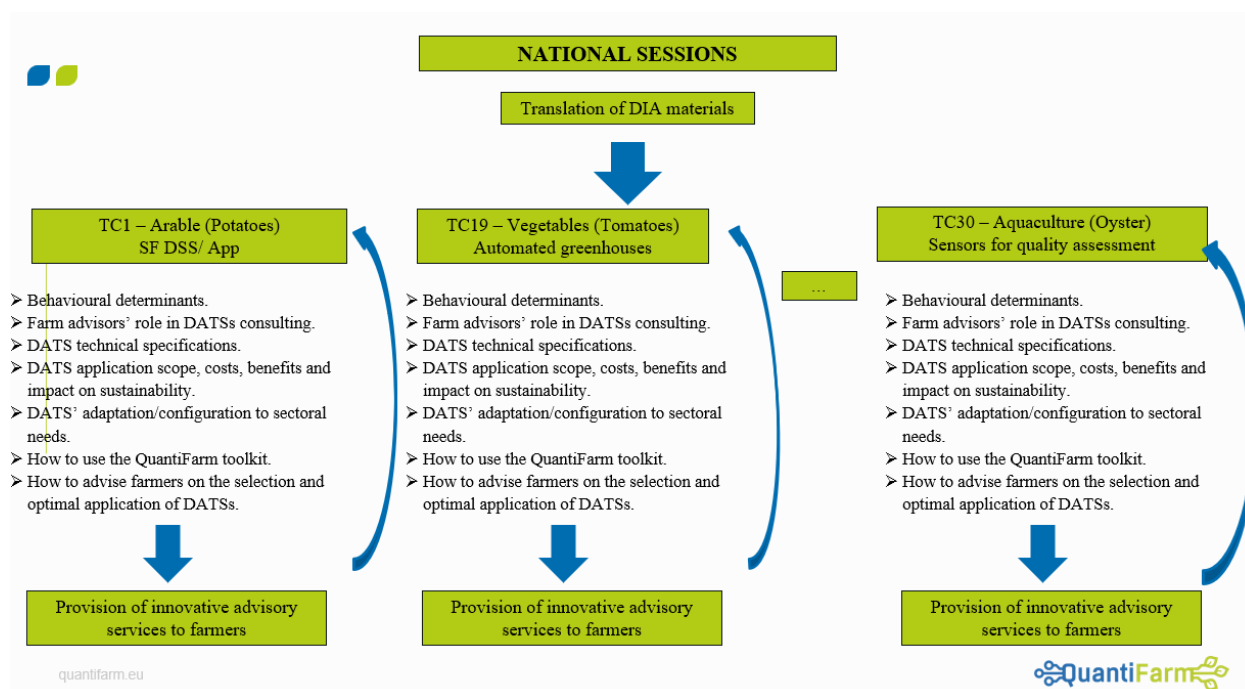 NATIONAL SESSIONS
Translation of DIA materials
TC1 – Arable (Potatoes)
SF DSS/ App
➢ Behavioural determinants.
➢ Farm advisors’ role in DATSs consulting.
➢ DATS technical specifications.
➢ DATS application scope, costs, benefits and
impact on sustainability.
➢ DATS’ adaptation/configuration to sectoral
needs.
➢ How to use the QuantiFarm toolkit.
➢ How to advise farmers on the selection and
optimal application of DATSs.
Provision of innovative advisory
services to farmers
TC19 – Vegetables (Tomatoes)
Automated greenhouses
➢ Behavioural determinants.
➢ Farm advisors’ role in DATSs consulting.
➢ DATS technical specifications.
➢ DATS application scope, costs, benefits and
impact on sustainability.
➢ DATS’ adaptation/configuration to sectoral
needs.
➢ How to use the QuantiFarm toolkit.
➢ How to advise farmers on the selection and
optimal application of DATSs.
Provision of innovative advisory
services to farmers
...
TC30 – Aquaculture (Oyster)
Sensors for quality assessment
➢ Behavioural determinants.
➢ Farm advisors’ role in DATSs consulting.
➢ DATS technical specifications.
➢ DATS application scope, costs, benefits and
impact on sustainability.
➢ DATS’ adaptation/configuration to sectoral
needs.
➢ How to use the QuantiFarm toolkit.
➢ How to advise farmers on the selection and
optimal application of DATSs.
Provision of innovative advisory
services to farmers
quantifarm.eu
QuantiFarm